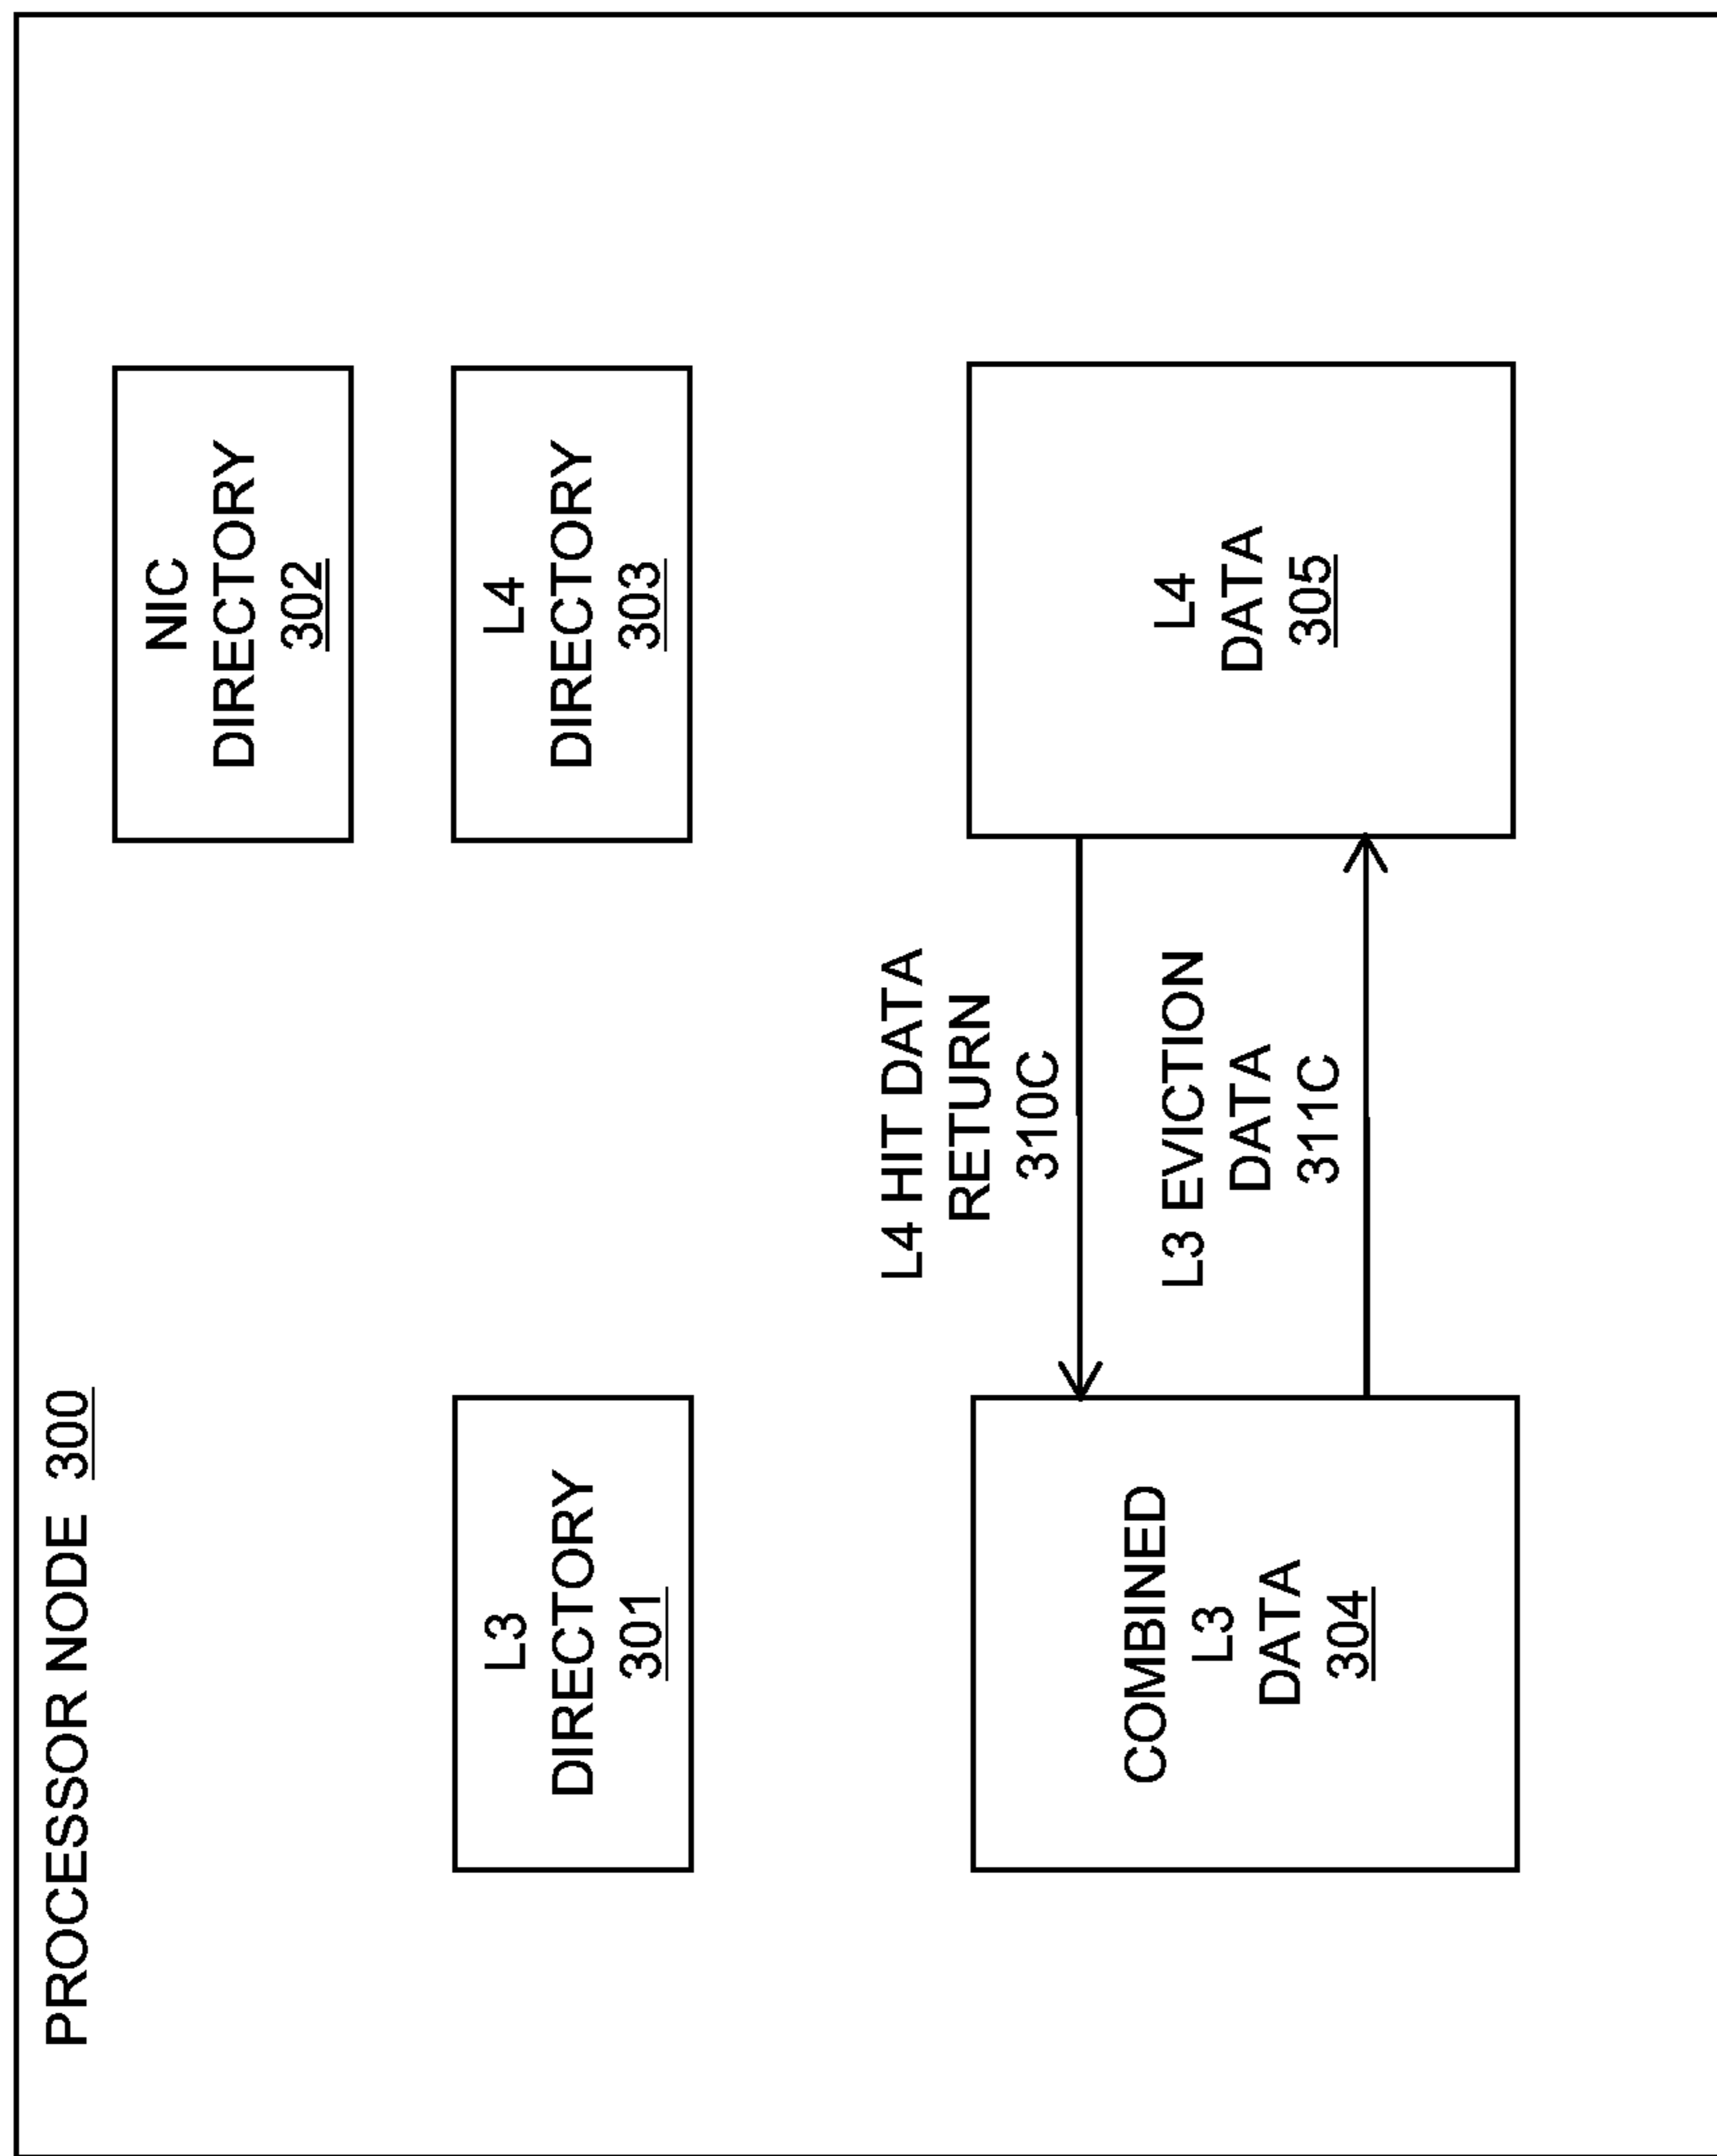 PROCESSOR NODE 300
NIC
DIRECTORY
302
L3
DIRECTORY
301
L4
DIRECTORY
303
L4 HIT DATA
RETURN
310C
COMBINED
L3
DATA
304
L3 EVICTION
DATA
311C
L4
DATA
305